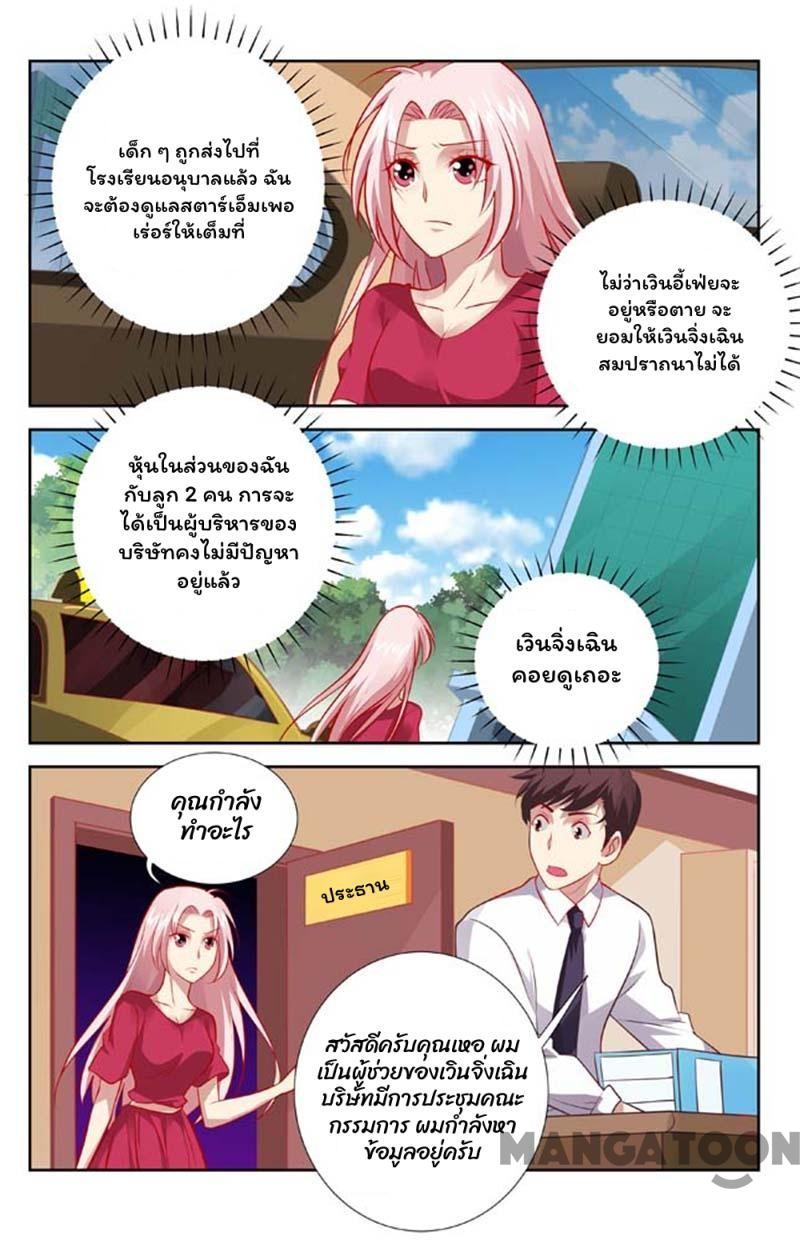 เด็ก ๆ ถูกส่งไปที่
โรงเรียนอนุบาลแล้ว ฉัน
จะต้องดูแลสตาร์เอ็มเพอ
เร่อร์ให้เต็มที่
ไม่ว่าเวินอี้เฟ่ยจะ
อยู่หรือตาย จะ
ยอมให้เวินจิ่งเฉิน
สมปราถนาไม่ได้
หุ้นในส่วนของฉัน
กับลูก 2 คน การจะ
ได้เป็นผู้บริหารของ
บริษัทคงไม่มีปัญหา
อยู่แล้ว
เวินจิ่งเฉิน
คอยดูเถอะ
คุณกำลัง
ทำอะไร
ประธาน
สวัสดีครับคุณเหอ ผม
เป็นผู้ช่วยของเวินจิ่งเฉิน
บริษัทมีการประชุมคณะ
กรรมการ ผมกำลังหา
ข้อมูลอยู่ครับ
MANGATOON